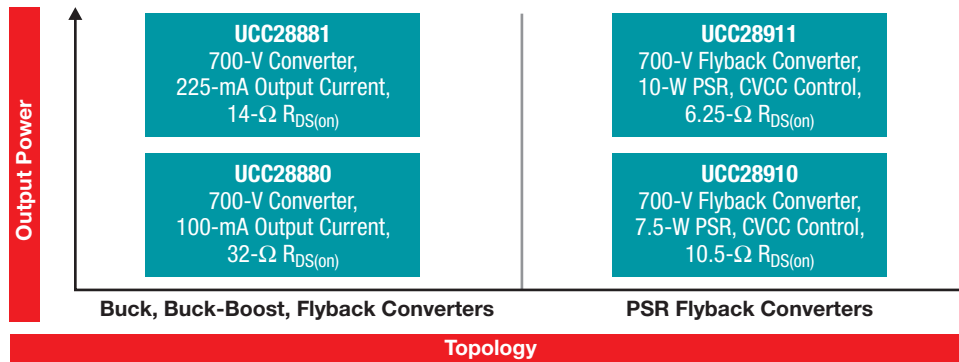 Output Power
UCC28881
700-V Converter,
225-mA Output Current,
14-Ω RDS(on)
UCC28911
700-V Flyback Converter,
10-W PSR, CVCC Control,
6.25-Ω RDS(on)
UCC28880
700-V Converter,
100-mA Output Current,
32-Ω RDS(on)
UCC28910
700-V Flyback Converter,
7.5-W PSR, CVCC Control,
10.5-Ω RDS(on)
Buck, Buck-Boost, Flyback Converters
PSR Flyback Converters
Topology